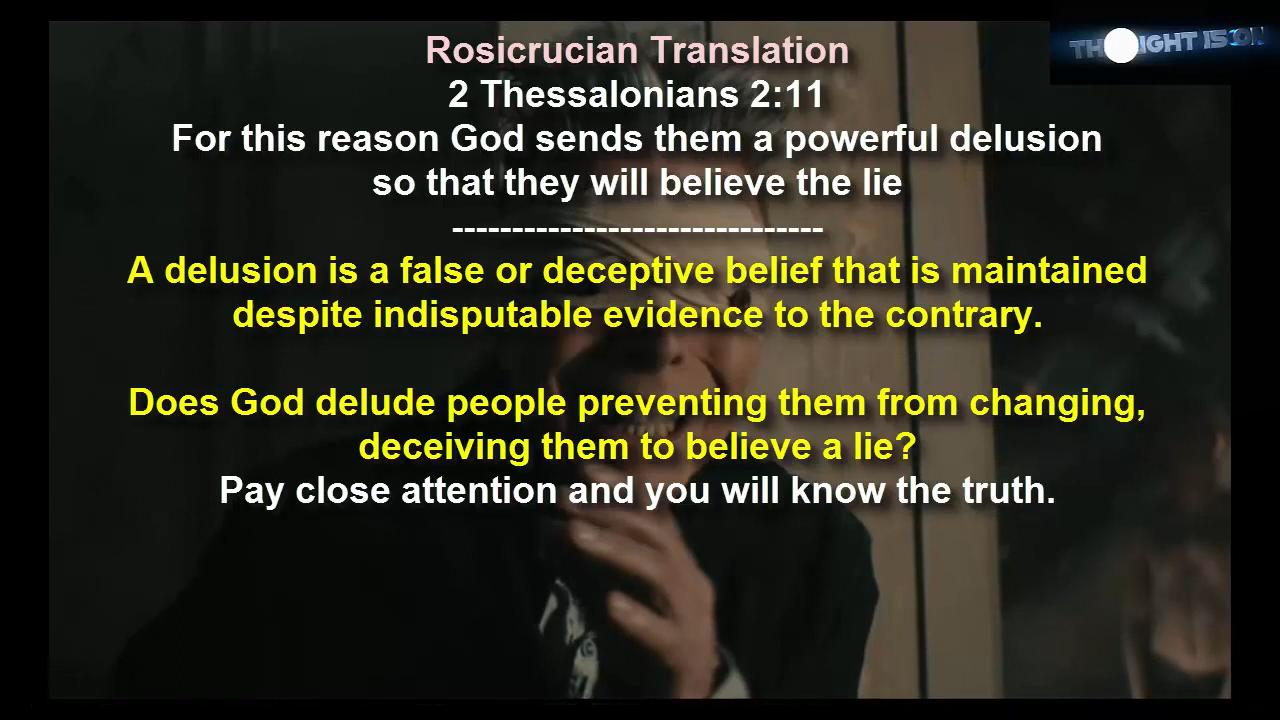 Rosicrucian Translation
2 Thessalonians 2:11
For this reason God sends them a powerful delusion
so that they will believe the lie
------------------------------
A delusion is a false or deceptive belief that is maintained
despite indisputable evidence to the contrary.
Does God delude people preventing them from changing,
deceiving them to believe a lie?
Pay close attention and you will know the truth.
IS ON